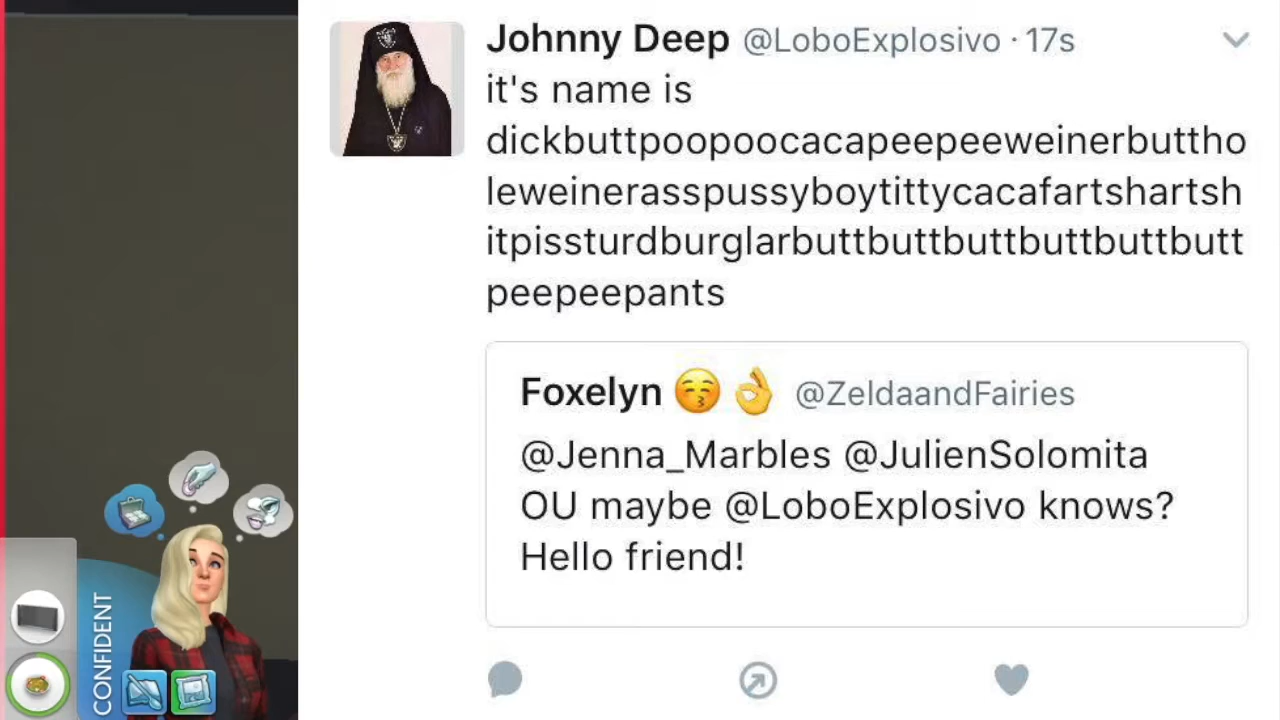 Johnny Deep @LoboExplosivo · 17s
it's name is
dickbuttpoopoocacapeepeeweinerbuttho
leweinerasspussyboytittycacafartshartsh
itpissturdburglarbuttbuttbuttbuttbuttbutt
peepeepants
Foxelyn 😚 👌 @ZeldaandFairies
@Jenna_Marbles @JulienSolomita
OU maybe @LoboExplosivo knows?
Hello friend!
CONFIDENT